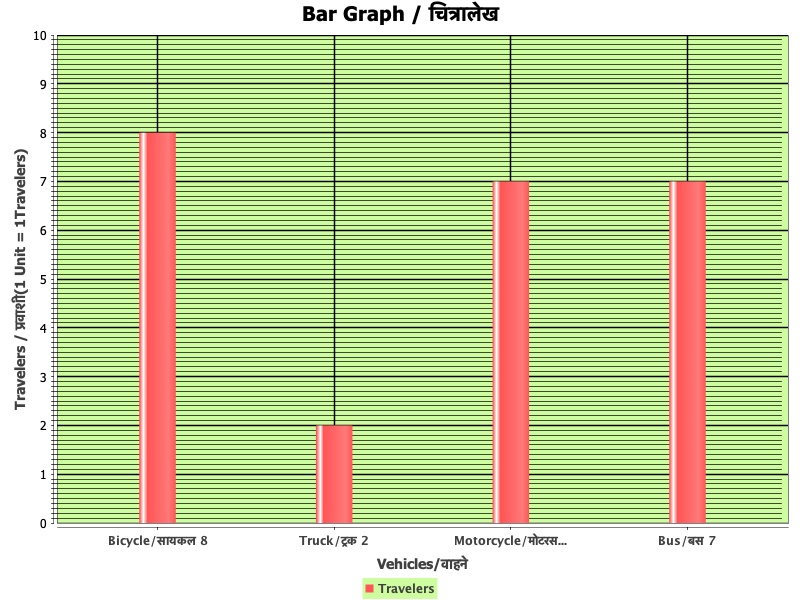 Bar Graph / चित्रालेख
Travelers / प्रवाशी(1 Unit = 1Travelers)
10
9
8
7
6
5
4
3
2
1
0
Bicycle/सायकल 8 Truck/ट्रक 2 Motorcycle/मोटरस... Bus/बस 7
Vehicles/वाहने
Travelers